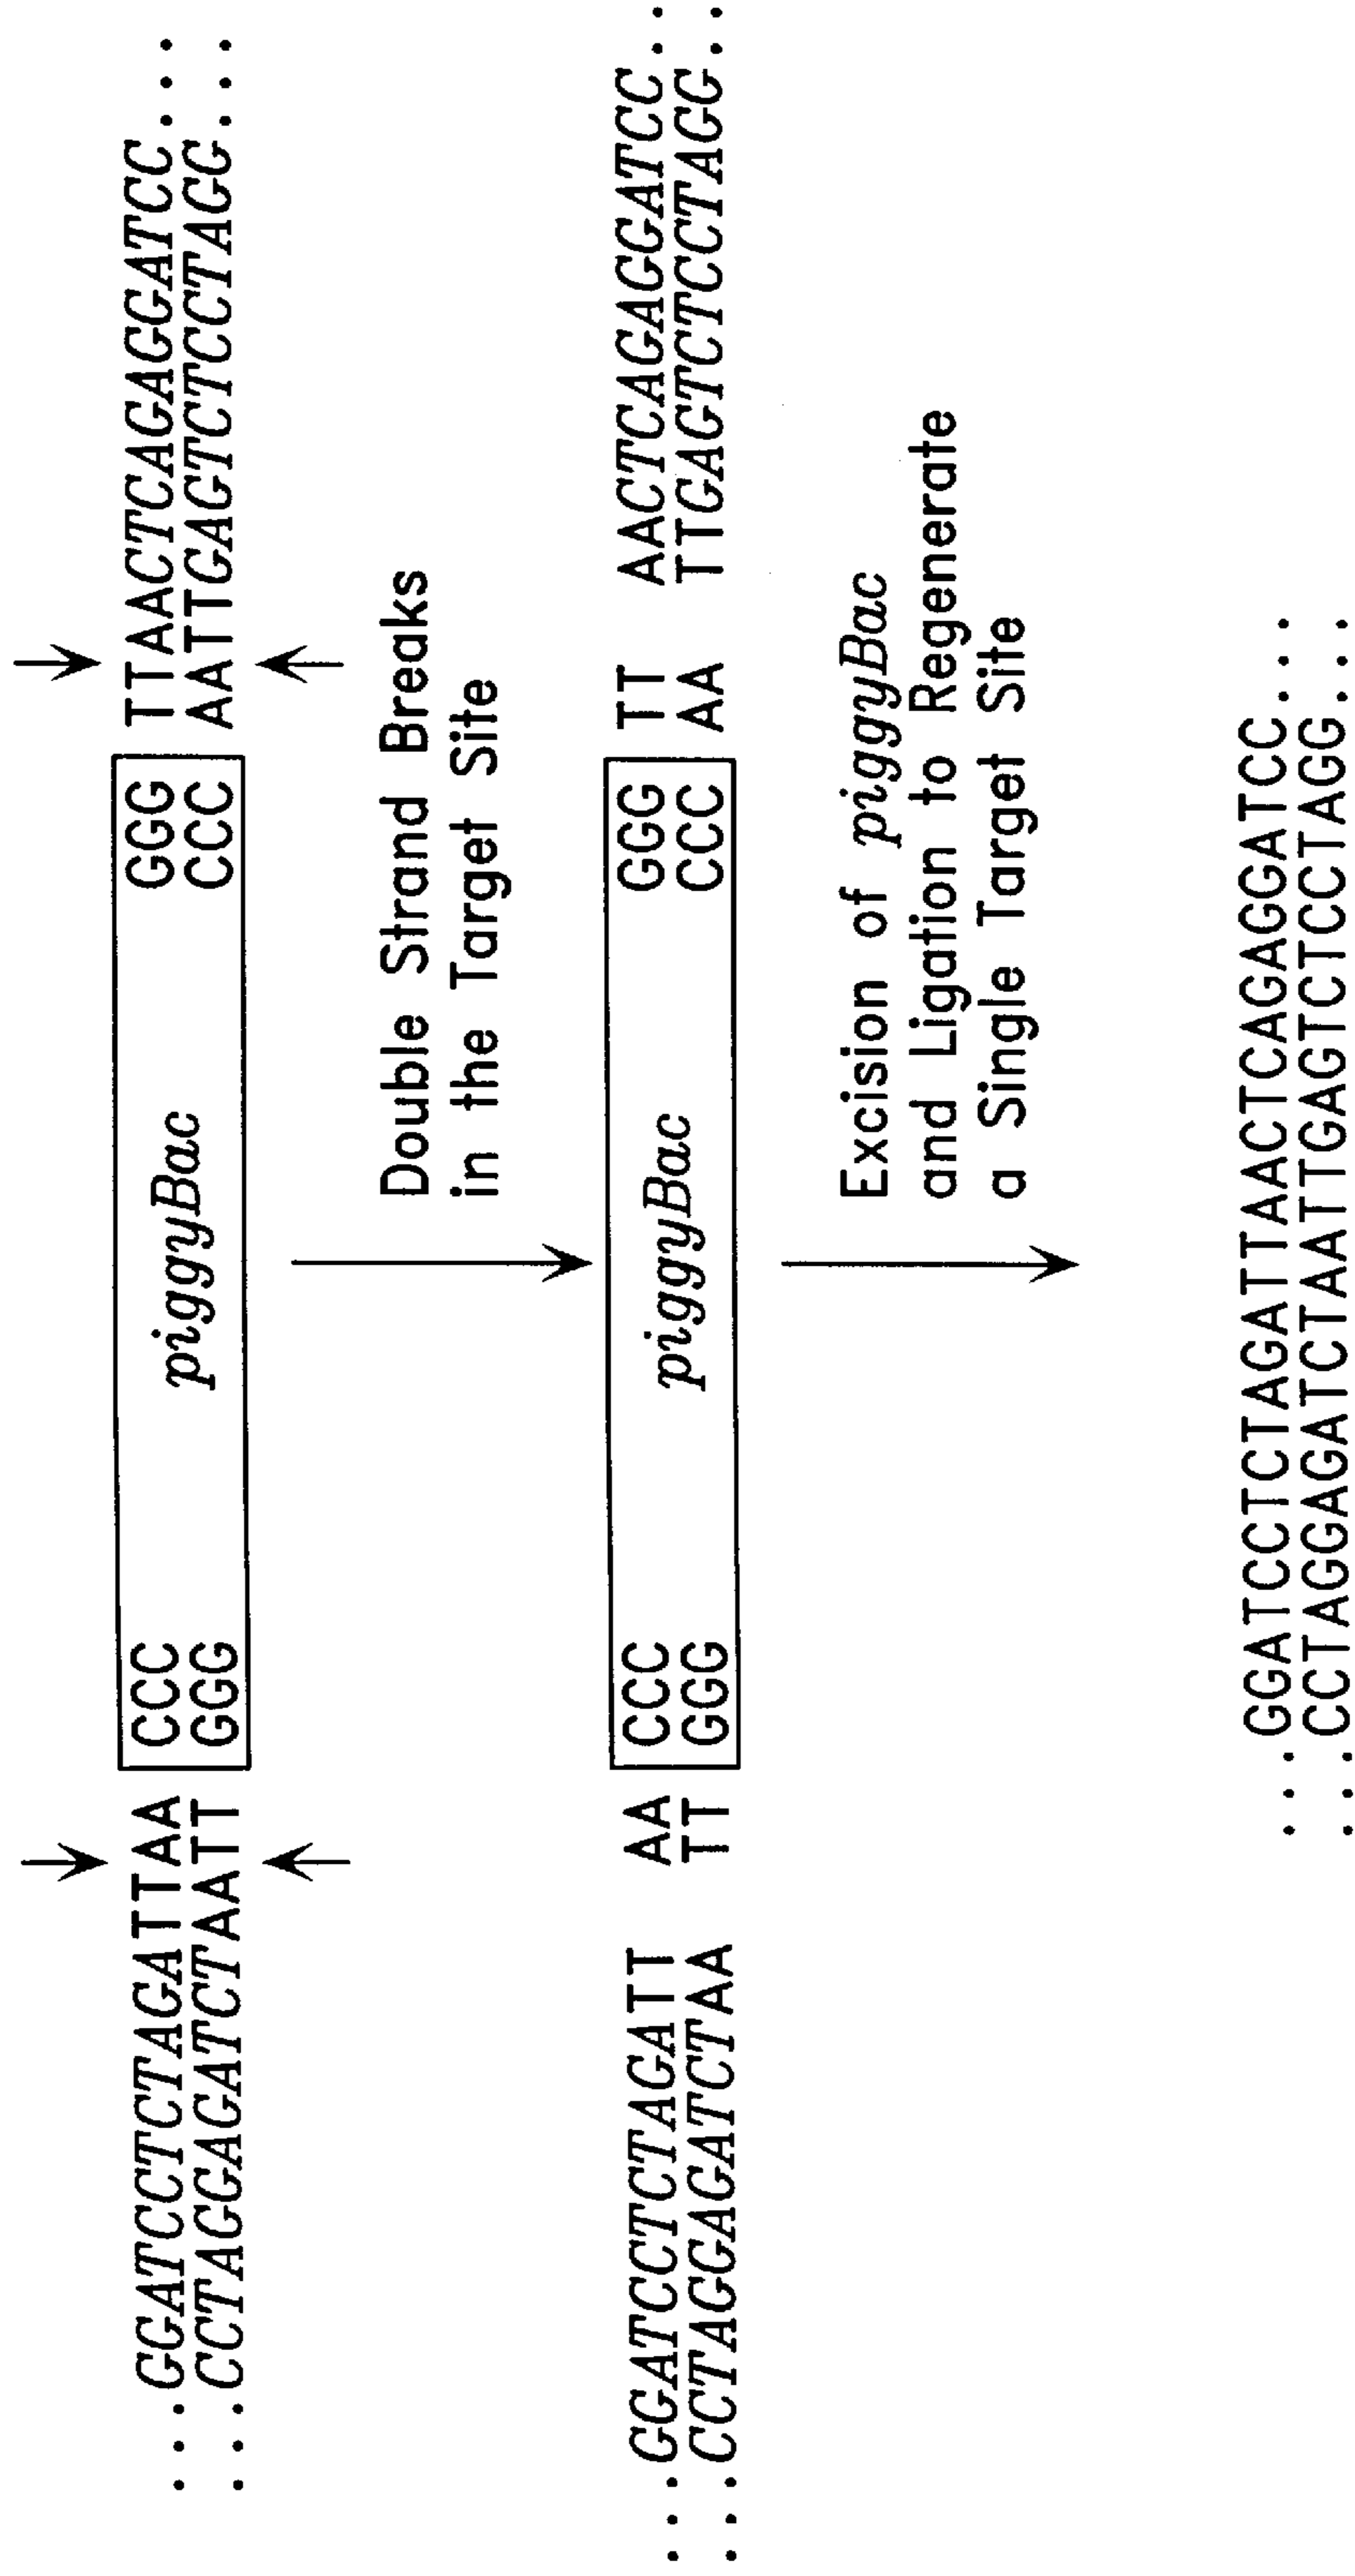 ...GGATCCTCTAGATTAA CCC GGG TTAACTCAGAGGATCC...
piggyBac
...CCTAGGAGATCTAATT GGG CCC AATTGAGTCTCCTAGG...
Double Strand Breaks
in the Target Site
...GGATCCTCTAGATT AA CCC GGG TT AACTCAGAGGATCC..
piggyBac
...CCTAGGAGATCTAA TT GGG CCC AA TTGAGTCTCCTAGG..
Excision of piggyBac
and Ligation to Regenerate
a Single Target Site
...GGATCCTCTAGATTAACTCAGAGGATCC...
...CCTAGGAGATCTAATTGAGTCTCCTAGG...